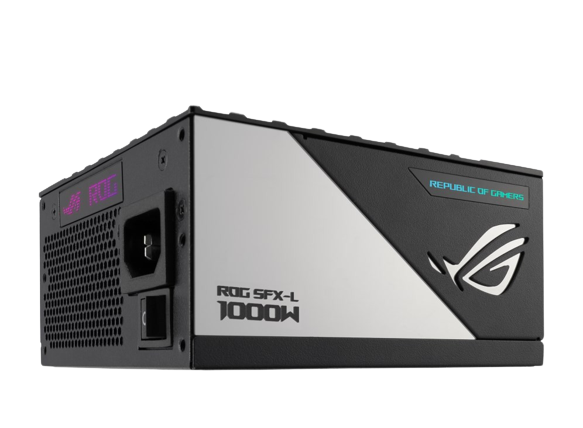 ROG
REPUBLIC OF GAMERS
ROG SFX-L
1000W